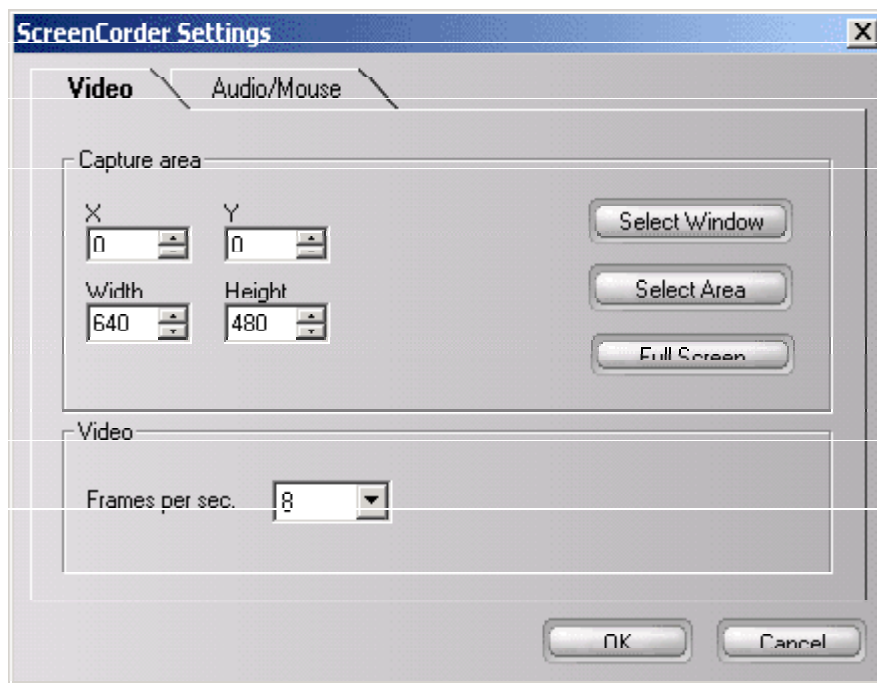 ScreenCorder Settings
Video Audio/Mouse
Capture area
X Y
0 0
Select Window
Width Height
640 480
Select Area
Full Screen
Video
Frames per sec. 8
OK Cancel